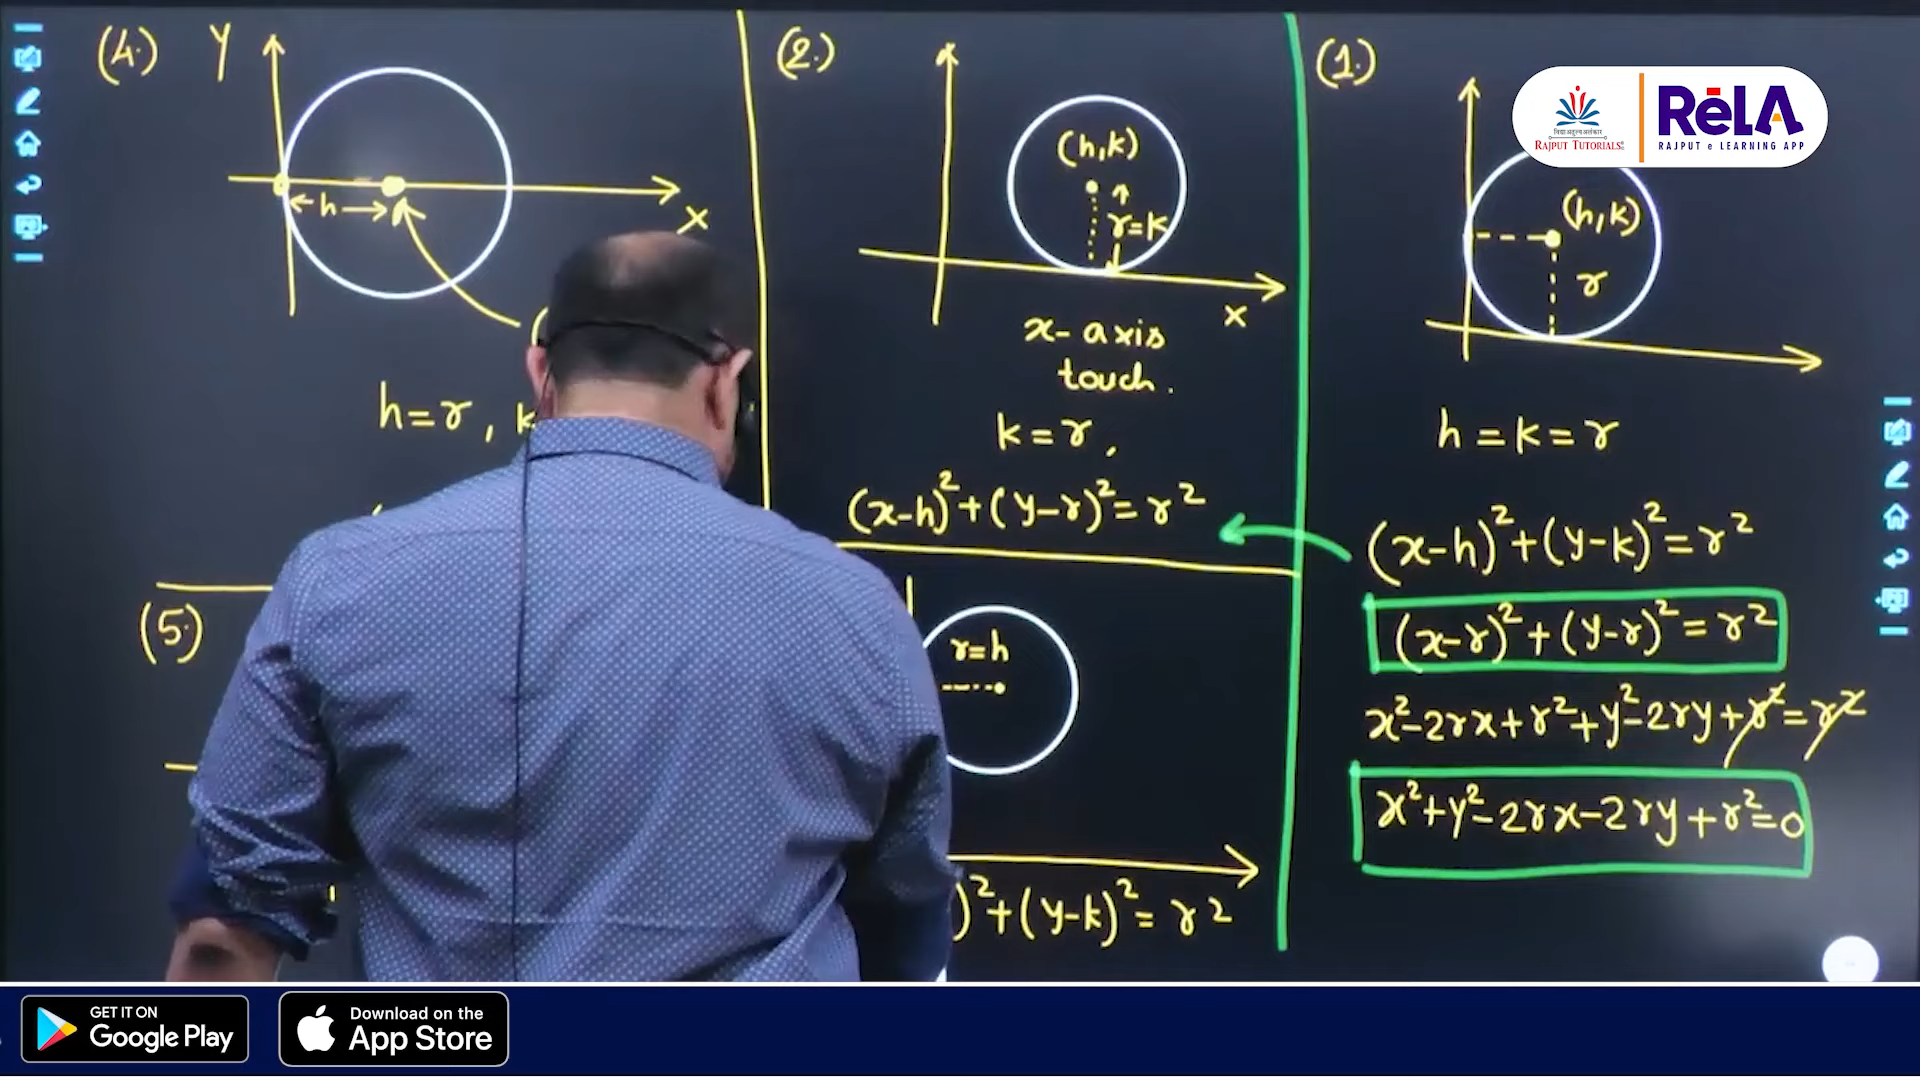 (4.)
Y
h
X
h=r, k
(5.)
(2.)
(h,k)
r=k
x
x-axis
touch.
k=r,
(x-h)²+(y-r)²=r²
r=h
)²+(y-k)²=r²
(1.)
(h,k)
r
h=k=r
(x-h)²+(y-k)²=r²
(x-r)²+(y-r)²=r²
x²-2rx+r²+y²-2ry+r²=r²
x²+y²-2rx-2ry+r²=0
RAJPUT TUTORIALS
RēLA
RAJPUT e LEARNING APP
GET IT ON
Google Play
Download on the
App Store